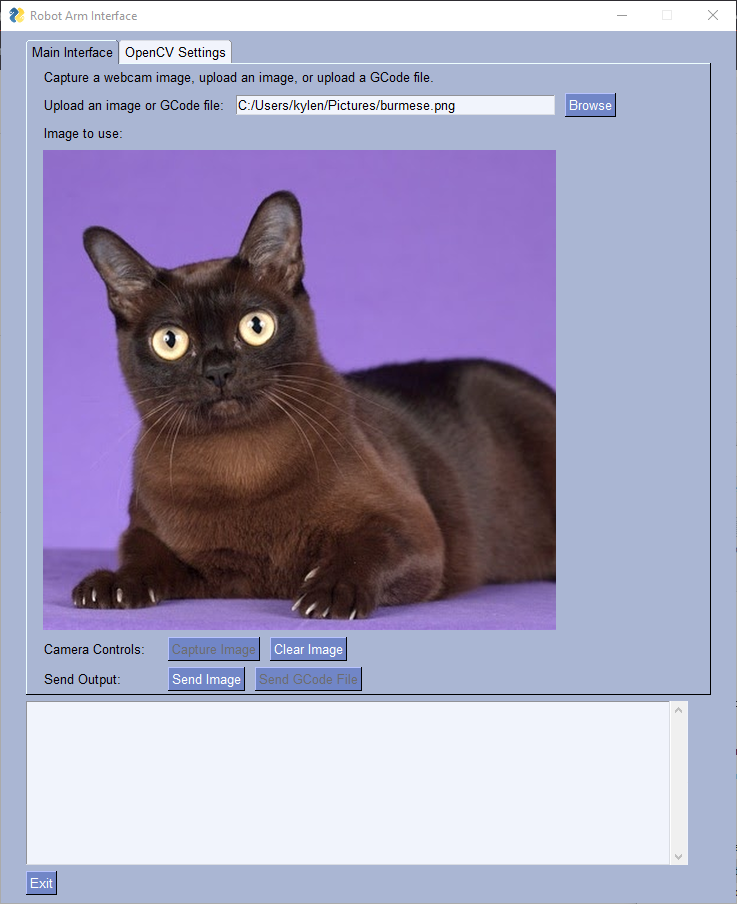 Robot Arm Interface
Main Interface OpenCV Settings
Capture a webcam image, upload an image, or upload a GCode file.
Upload an image or GCode file: C:/Users/kylen/Pictures/burmese.png Browse
Image to use:
Camera Controls: Capture Image Clear Image
Send Output: Send Image Send GCode File
Exit